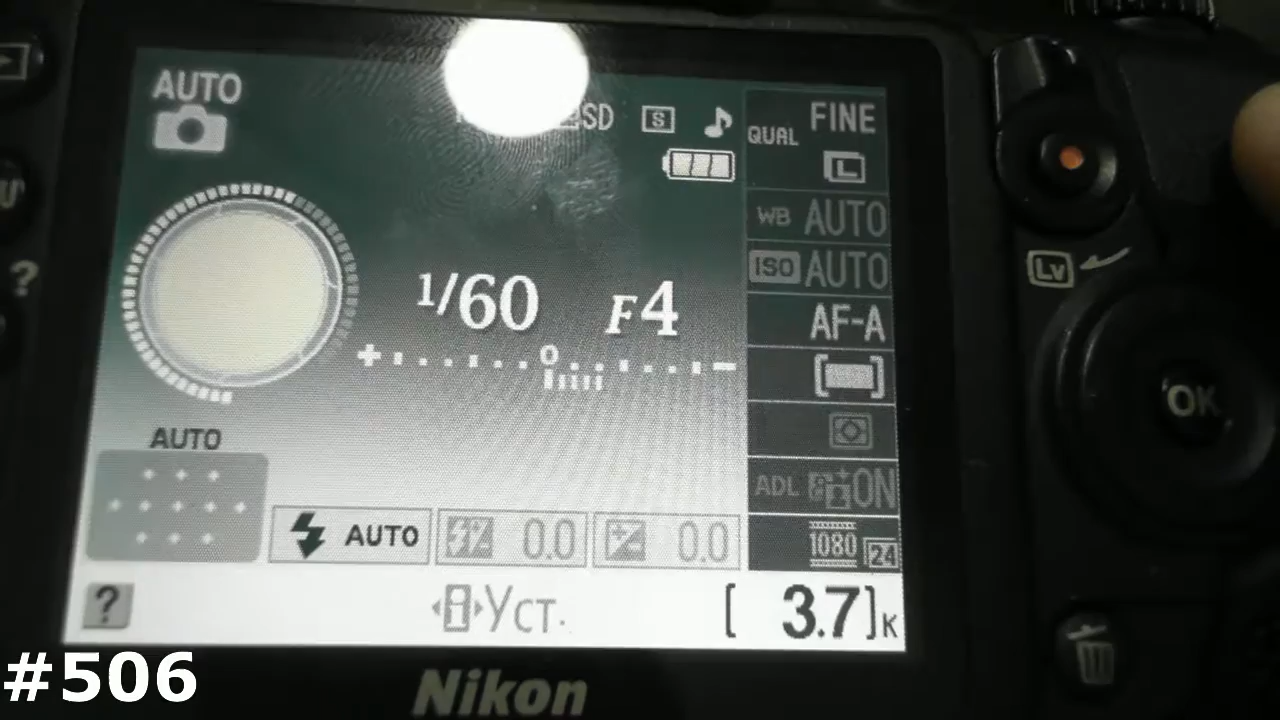 AUTO
SD
S
FINE
QUAL
L
WB AUTO
ISO AUTO
1/60 F4
AF-A
+ 0 -
AUTO
ADL ON
AUTO 0.0 0.0
1080 24
? i Уст. [ 3.7]K
Nikon
Lv
OK
?
#506